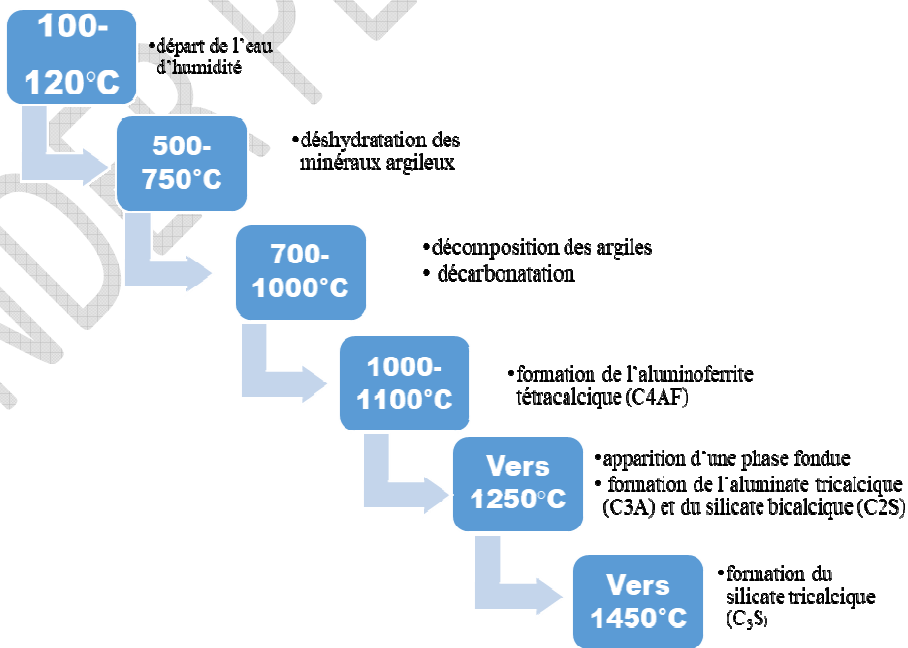 100-
120°C
•départ de l'eau
d'humidité
500-
750°C
•déshydratation des
minéraux argileux
700-
1000°C
•décomposition des argiles
• décarbonatation
1000-
1100°C
•formation de l'aluminoferrite
tétracalcique (C4AF)
Vers
1250°C
•apparition d'une phase fondue
• formation de l'aluminate tricalcique
(C3A) et du silicate bicalcique (C2S)
Vers
1450°C
•formation du
silicate tricalcique
(C₃S)